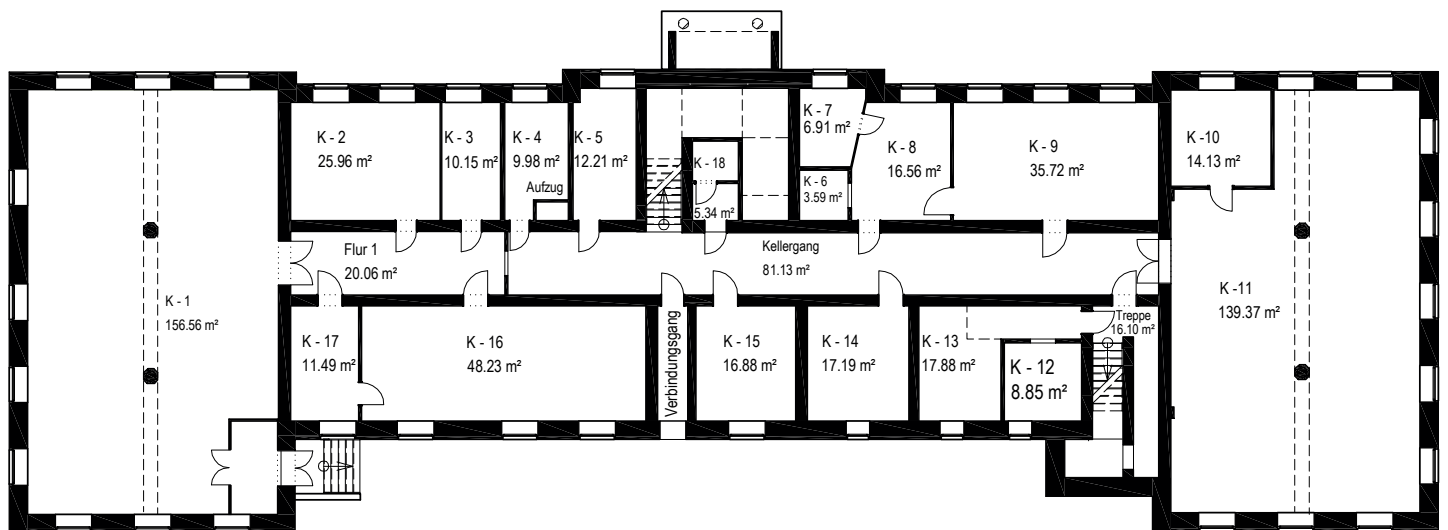 K - 1
156.56 m²
K - 2
25.96 m²
K - 3
10.15 m²
K - 4
9.98 m²
Aufzug
K - 5
12.21 m²
K - 18
5.34 m²
K - 7
6.91 m²
K - 6
3.59 m²
K - 8
16.56 m²
K - 9
35.72 m²
K - 10
14.13 m²
Flur 1
20.06 m²
Kellergang
81.13 m²
K - 11
139.37 m²
K - 17
11.49 m²
K - 16
48.23 m²
Verbindungsgang
K - 15
16.88 m²
K - 14
17.19 m²
K - 13
17.88 m²
K - 12
8.85 m²
Treppe
16.10 m²